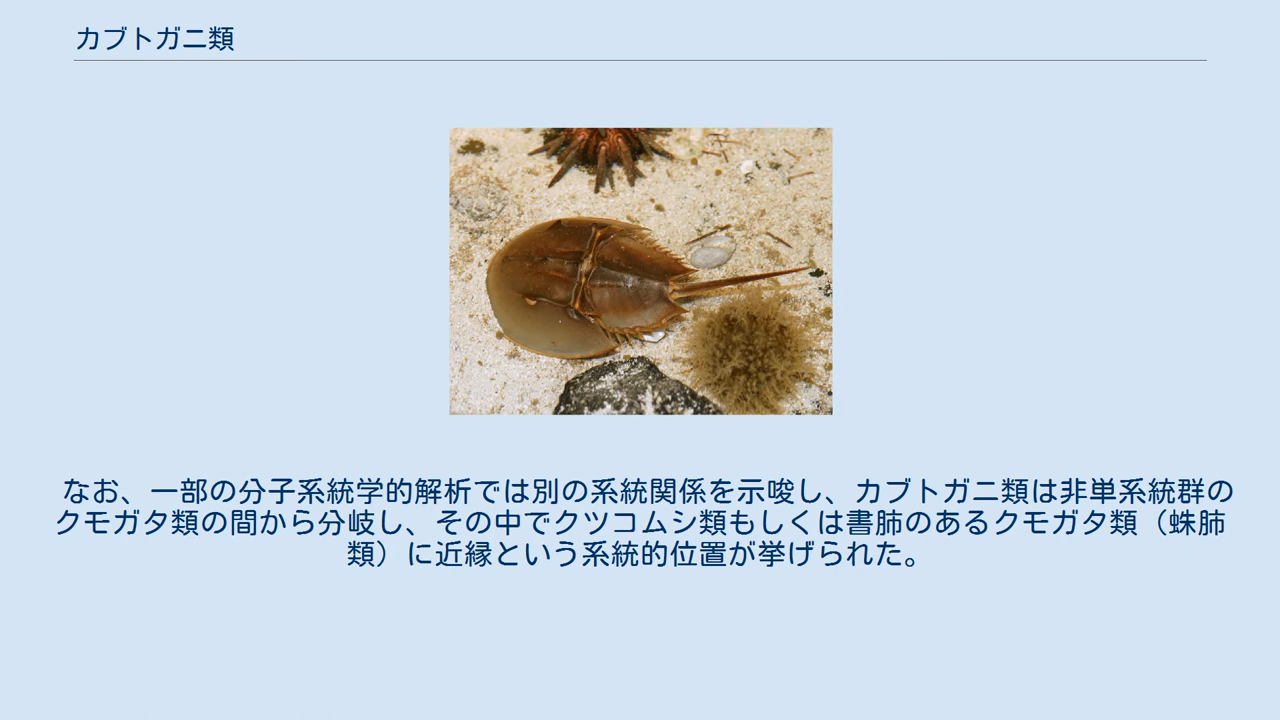 カブトガニ類
なお、一部の分子系統学的解析では別の系統関係を示唆し、カブトガニ類は非単系統群の
クモガタ類の間から分岐し、その中でクツコムシ類もしくは書肺のあるクモガタ類（蛛肺
類）に近縁という系統的位置が挙げられた。